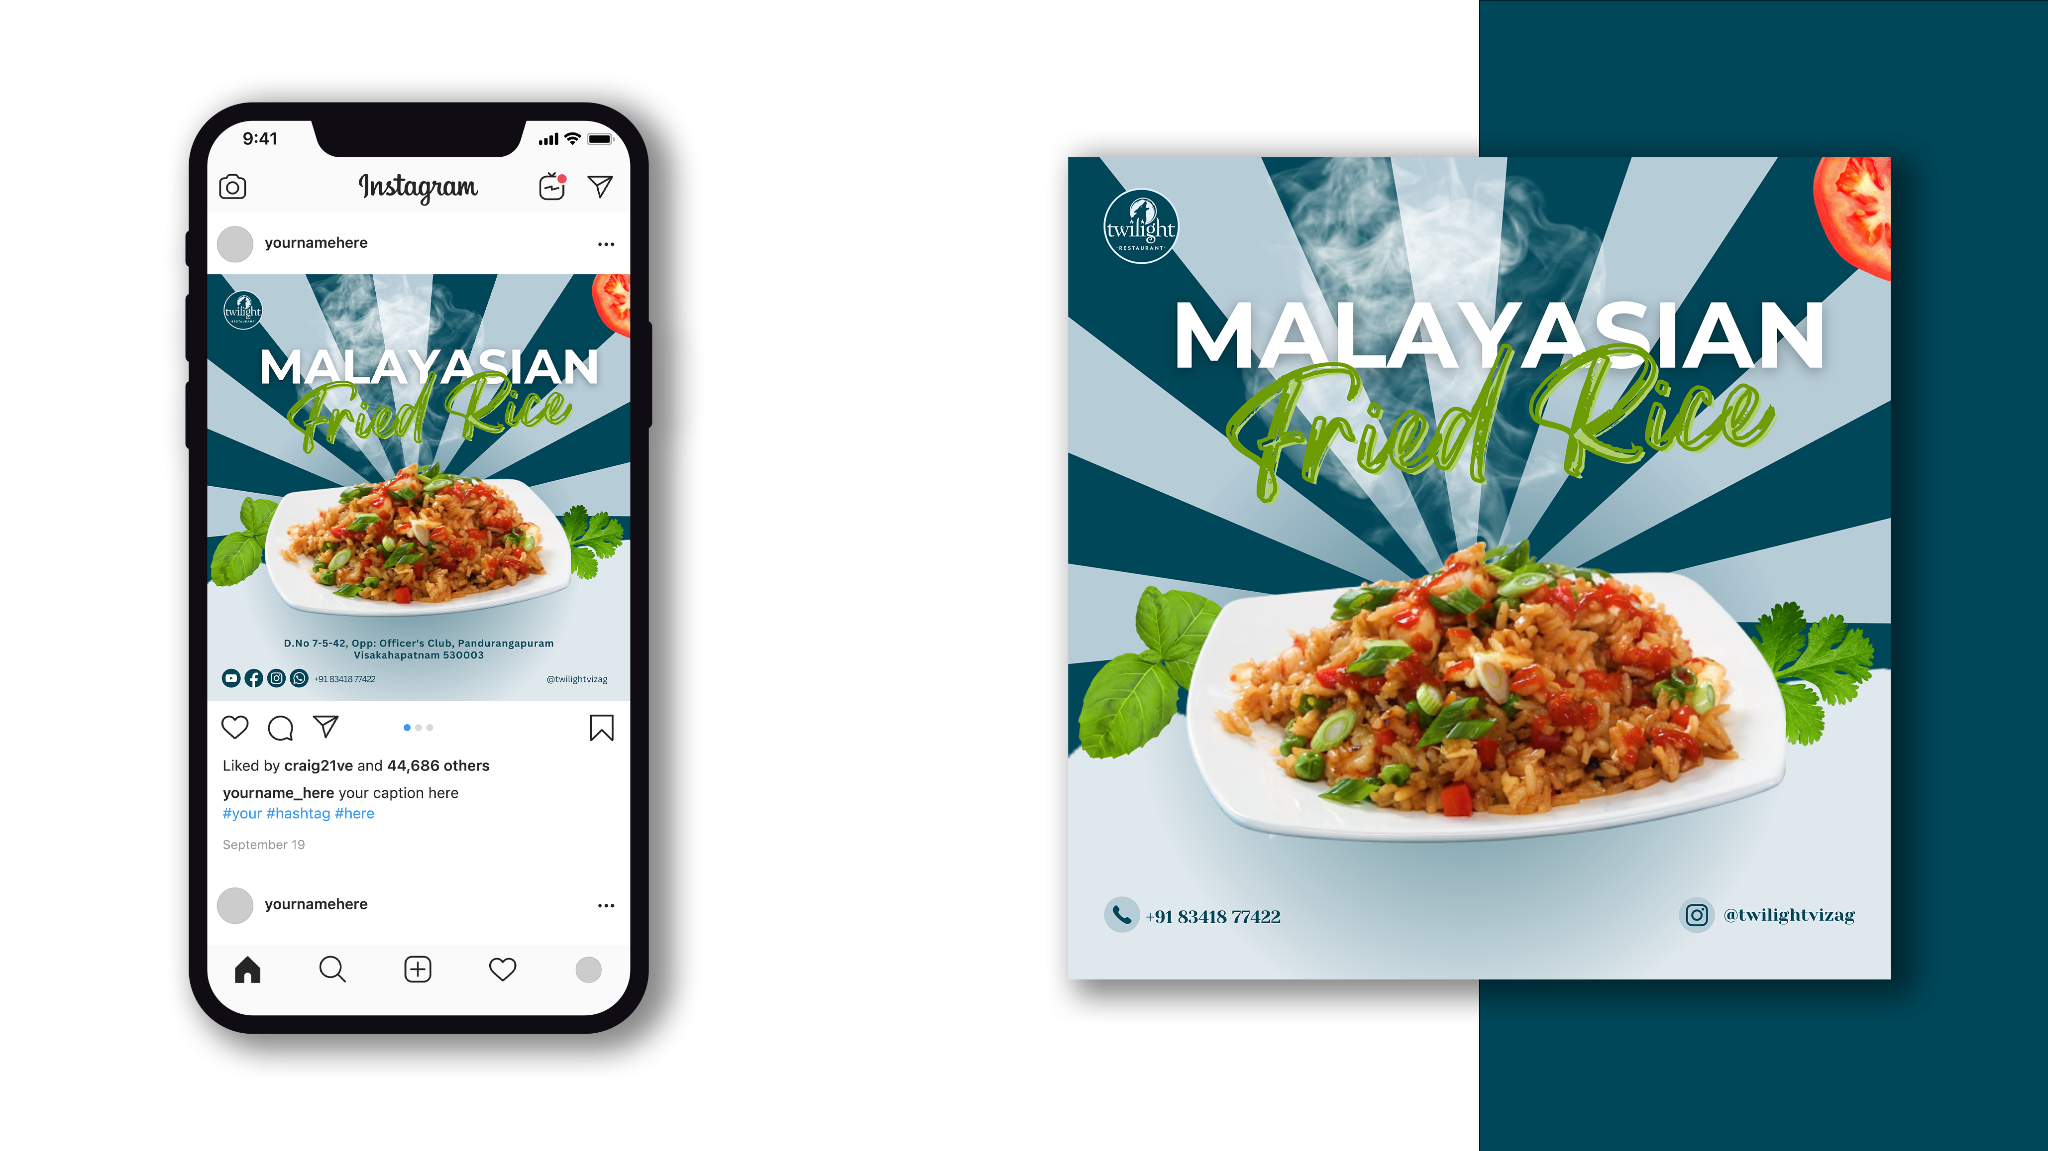 9:41
Instagram
yournamehere
twilight
RESTAURANT
MALAYASIAN
Fried Rice
D.No 7-5-42, Opp: Officer's Club, Pandurangapuram
Visakahapatnam 530003
+91 83418 77422
@twilightvizag
Liked by craig21ve and 44,686 others
yourname_here your caption here
#your #hashtag #here
September 19
yournamehere
twilight
RESTAURANT
MALAYASIAN
Fried Rice
+91 83418 77422
@twilightvizag